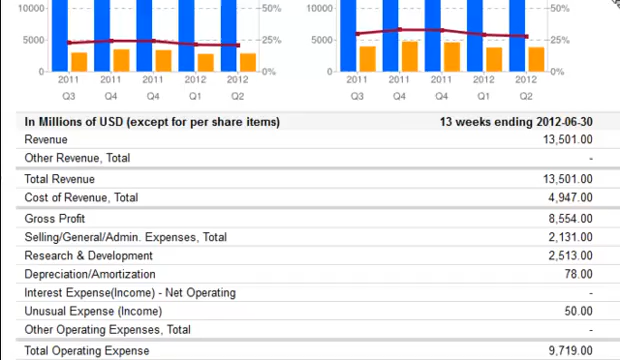 10000 50% 10000 50%
5000 25% 5000 25%
0 0% 0 0%
2011 2011 2011 2012 2012 2011 2011 2011 2012 2012
Q3 Q4 Q4 Q1 Q2 Q3 Q4 Q4 Q1 Q2
In Millions of USD (except for per share items) 13 weeks ending 2012-06-30
Revenue 13,501.00
Other Revenue, Total -
Total Revenue 13,501.00
Cost of Revenue, Total 4,947.00
Gross Profit 8,554.00
Selling/General/Admin. Expenses, Total 2,131.00
Research & Development 2,513.00
Depreciation/Amortization 78.00
Interest Expense(Income) - Net Operating -
Unusual Expense (Income) 50.00
Other Operating Expenses, Total -
Total Operating Expense 9,719.00